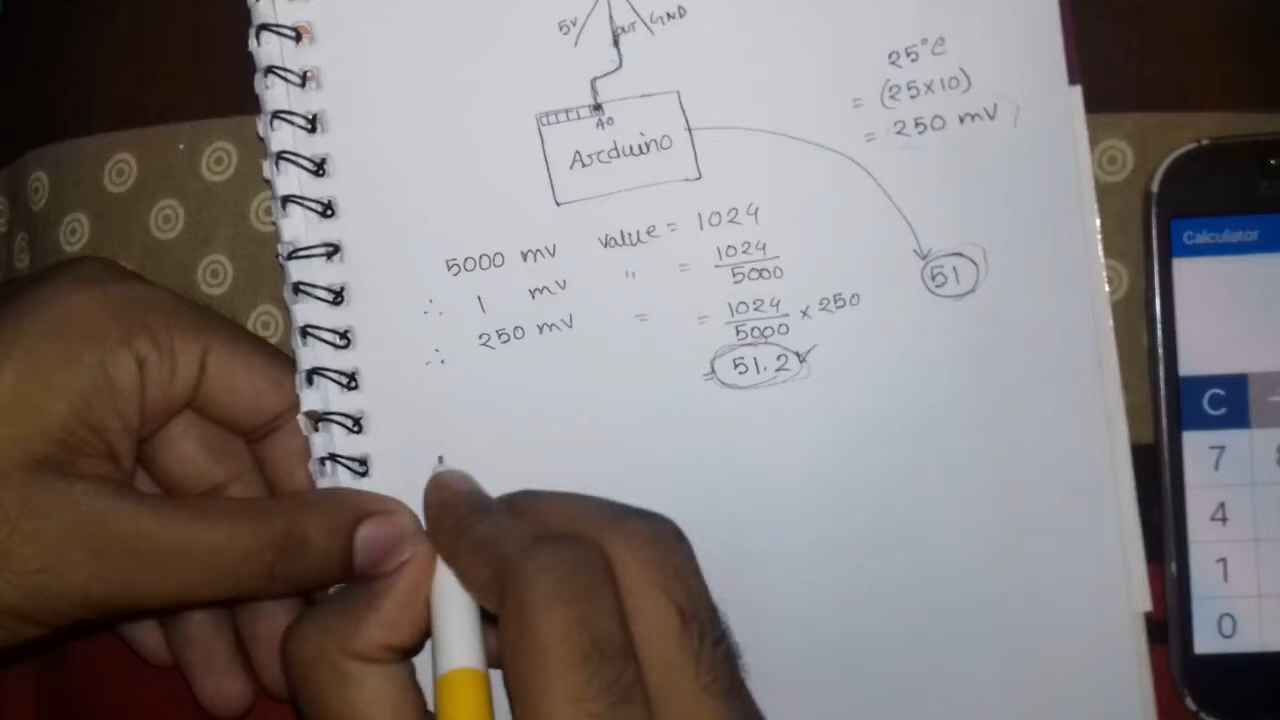 5V OUT GND
25°C
= (25×10)
= 250 mV
A0
Arduino
5000 mv value = 1024
∴ 1 mv " = 1024/5000
∴ 250 mv = = 1024/5000 × 250
= 51.2
51
Calculator
C
7
4
1
0